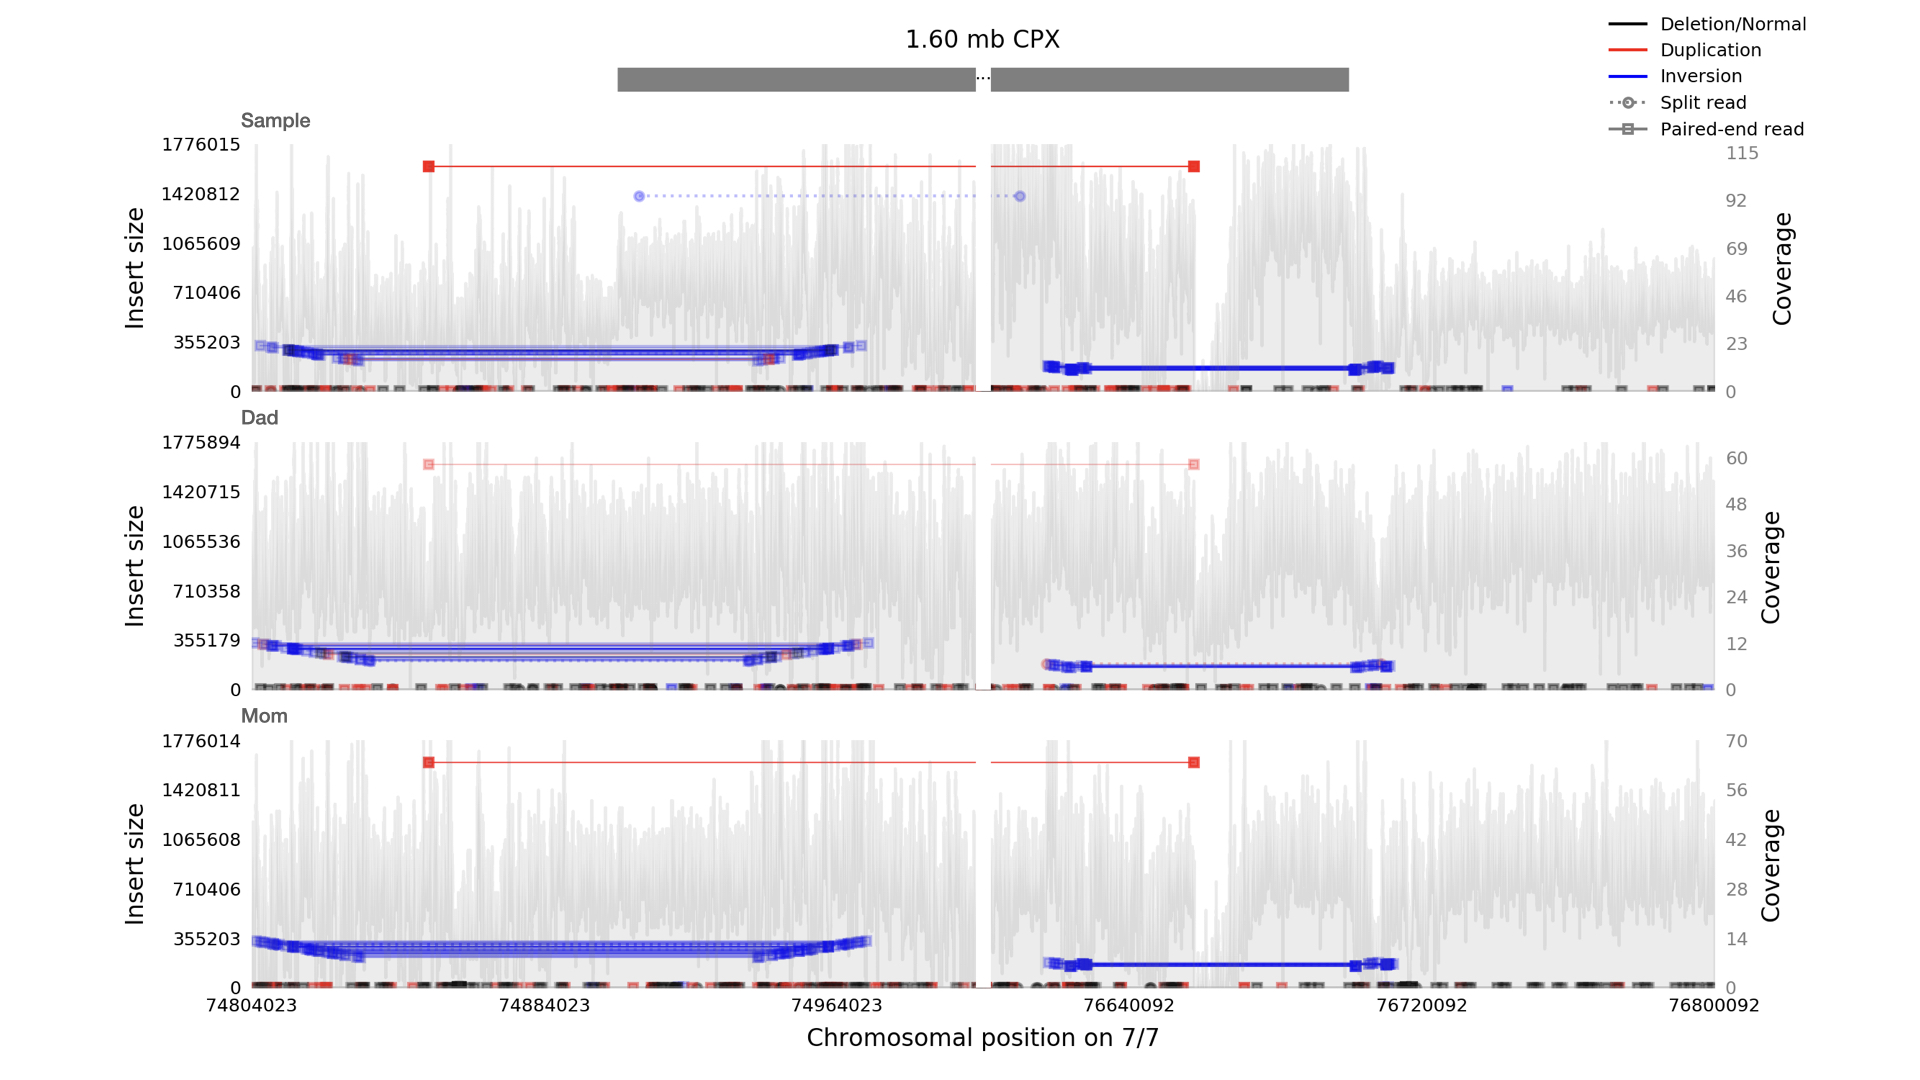 1.60 mb CPX
...
Deletion/Normal
Duplication
Inversion
Split read
Paired-end read
Sample
1776015
1420812
1065609
710406
355203
0
Insert size
115
92
69
46
23
0
Coverage
Dad
1775894
1420715
1065536
710358
355179
0
Insert size
60
48
36
24
12
0
Coverage
Mom
1776014
1420811
1065608
710406
355203
0
Insert size
70
56
42
28
14
0
Coverage
74804023 74884023 74964023 76640092 76720092 76800092
Chromosomal position on 7/7